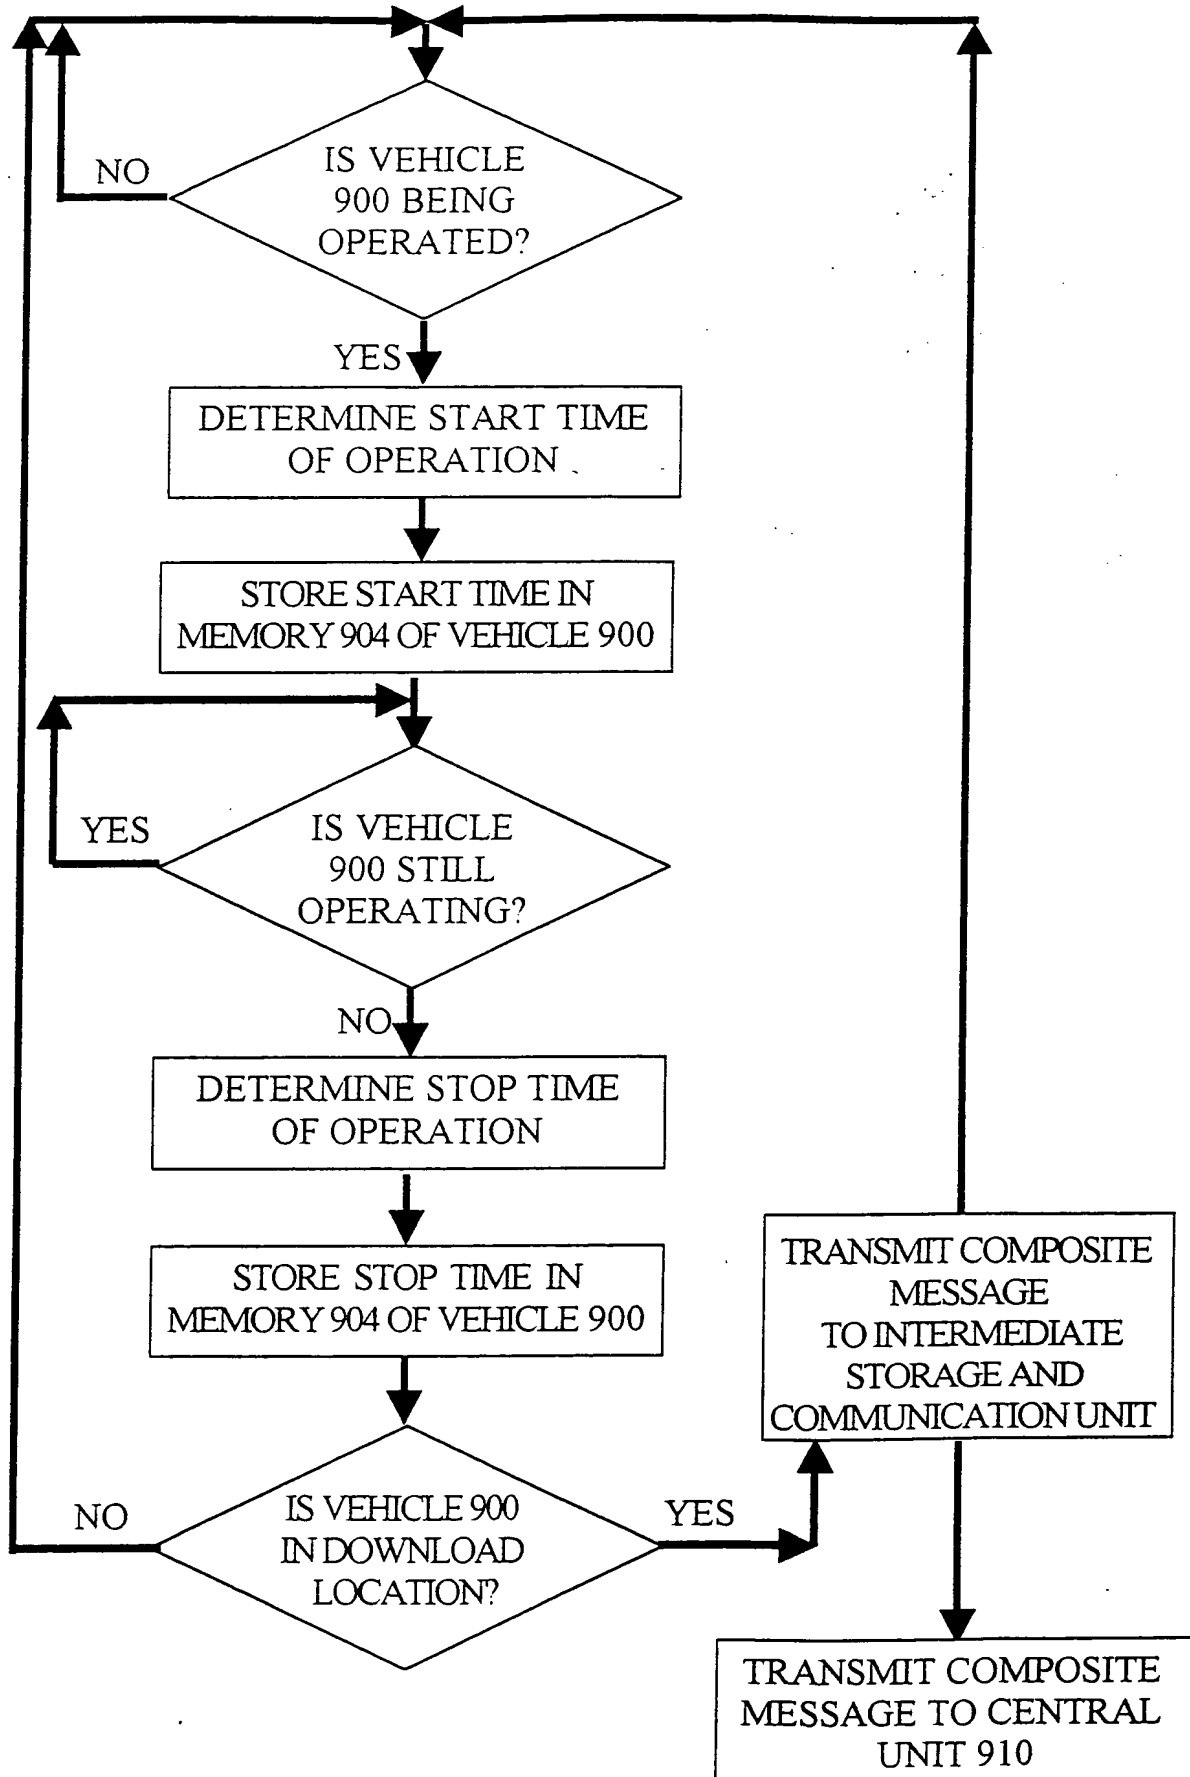 NO
IS VEHICLE
900 BEING
OPERATED?
YES
DETERMINE START TIME
OF OPERATION
STORE START TIME IN
MEMORY 904 OF VEHICLE 900
YES
IS VEHICLE
900 STILL
OPERATING?
NO
DETERMINE STOP TIME
OF OPERATION
STORE STOP TIME IN
MEMORY 904 OF VEHICLE 900
TRANSMIT COMPOSITE
MESSAGE
TO INTERMEDIATE
STORAGE AND
COMMUNICATION UNIT
NO
IS VEHICLE 900
IN DOWNLOAD
LOCATION?
YES
TRANSMIT COMPOSITE
MESSAGE TO CENTRAL
UNIT 910